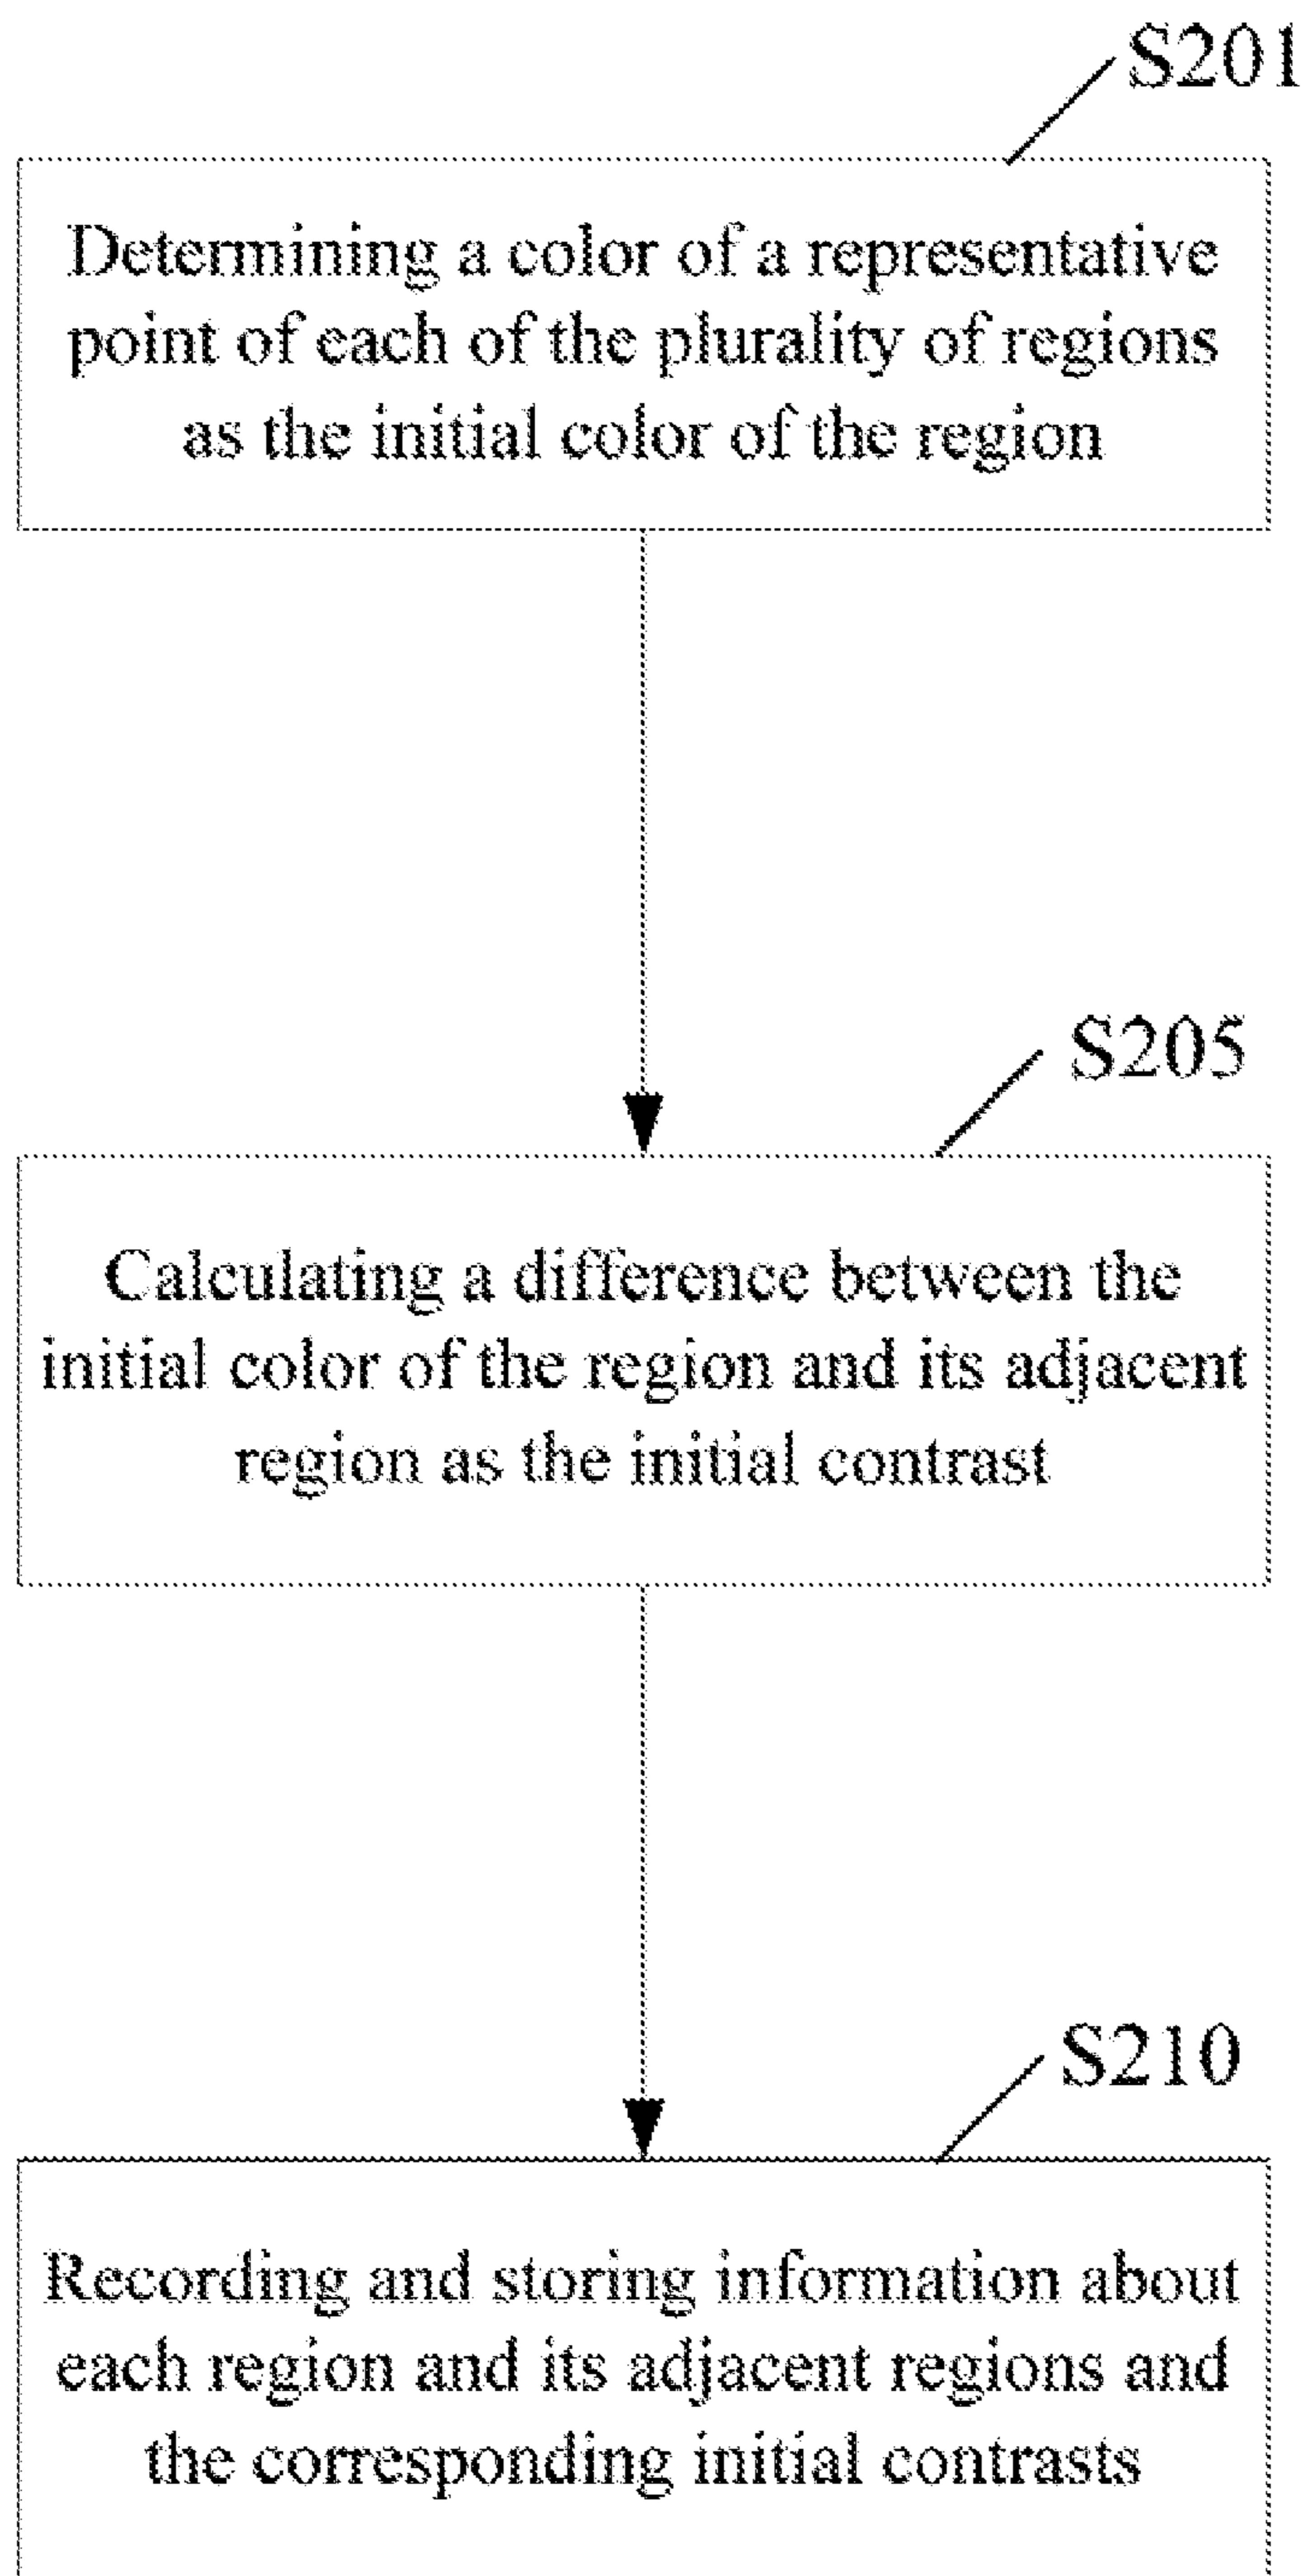 S201
Determining a color of a representative
point of each of the plurality of regions
as the initial color of the region
S205
Calculating a difference between the
initial color of the region and its adjacent
region as the initial contrast
S210
Recording and storing information about
each region and its adjacent regions and
the corresponding initial contrasts